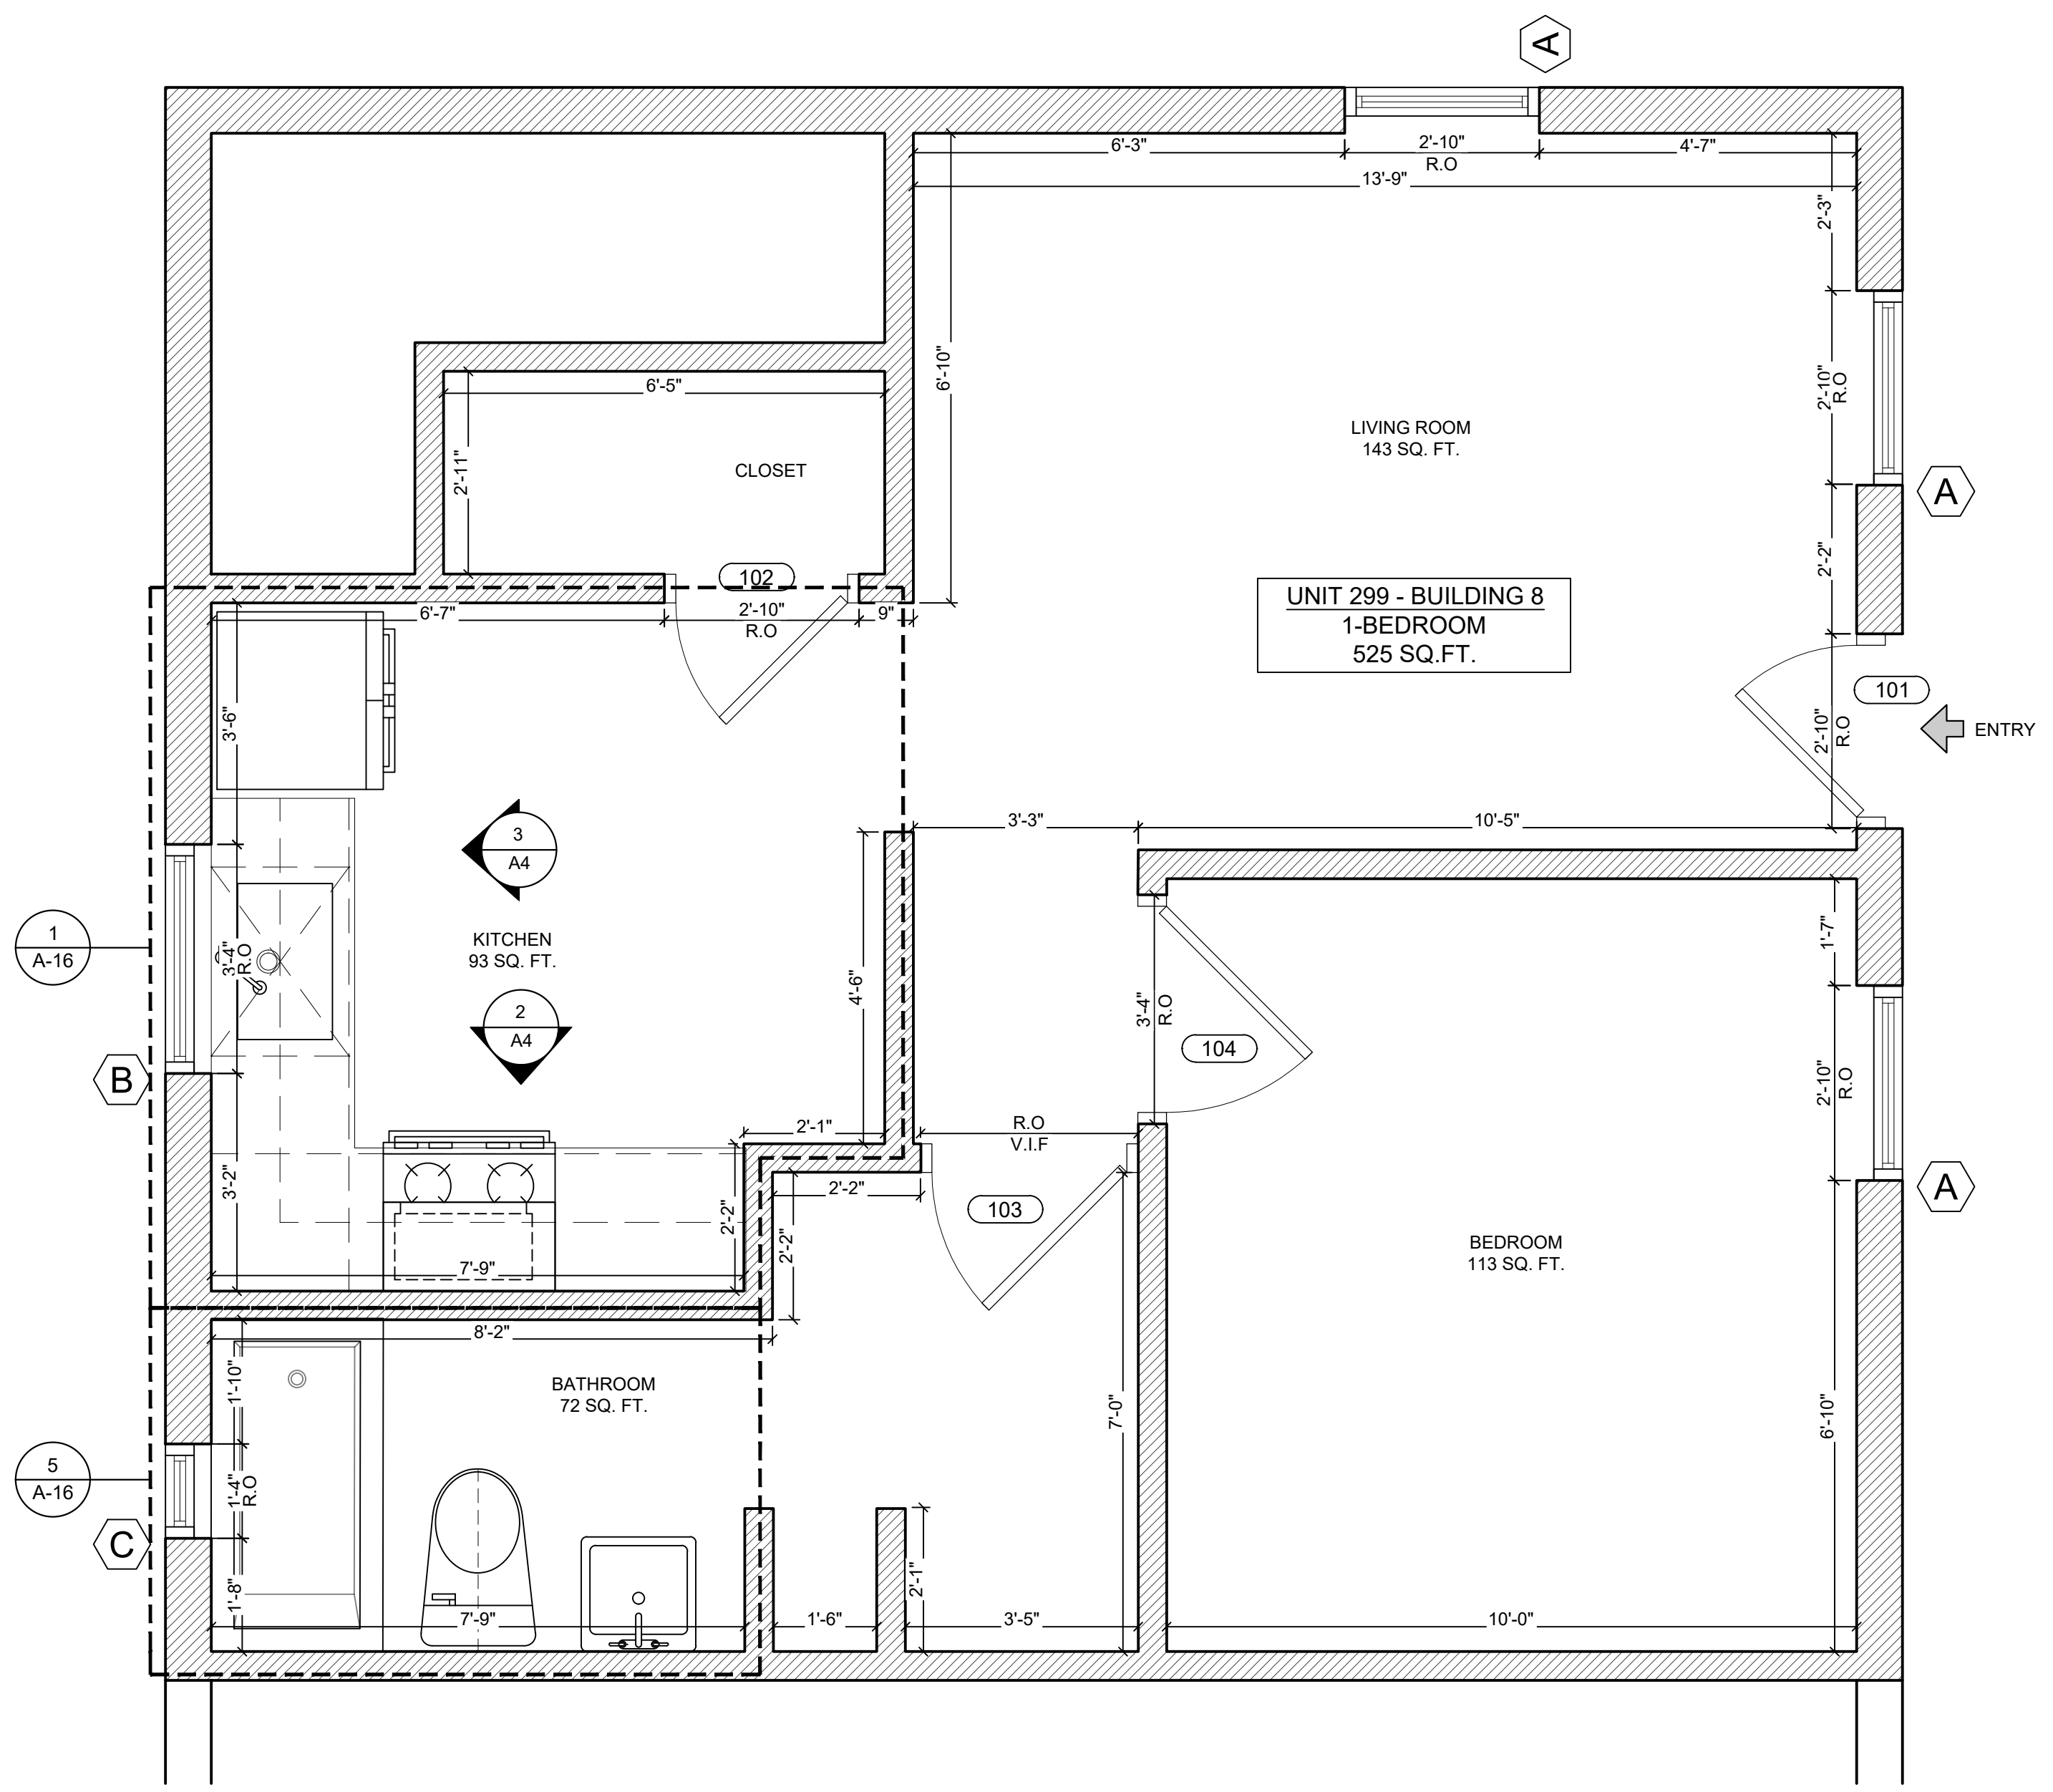 A
6'-3"
2'-10"
R.O
4'-7"
13'-9"
2'-3"
6'-10"
6'-5"
2'-11"
CLOSET
LIVING ROOM
143 SQ. FT.
2'-10"
R.O
A
2'-2"
102
6'-7"
2'-10"
R.O
9"
UNIT 299 - BUILDING 8
1-BEDROOM
525 SQ.FT.
101
2'-10"
R.O
ENTRY
3'-6"
3
A4
3'-3"
10'-5"
1
A-16
3'-4"
R.O
KITCHEN
93 SQ. FT.
4'-6"
3'-4"
R.O
1'-7"
2
A4
104
2'-10"
R.O
B
2'-1"
R.O
V.I.F
3'-2"
2'-2"
2'-2"
2'-2"
103
A
7'-9"
BEDROOM
113 SQ. FT.
8'-2"
1'-10"
BATHROOM
72 SQ. FT.
7'-0"
6'-10"
5
A-16
1'-4"
R.O
C
1'-8"
2'-1"
7'-9"
1'-6"
3'-5"
10'-0"